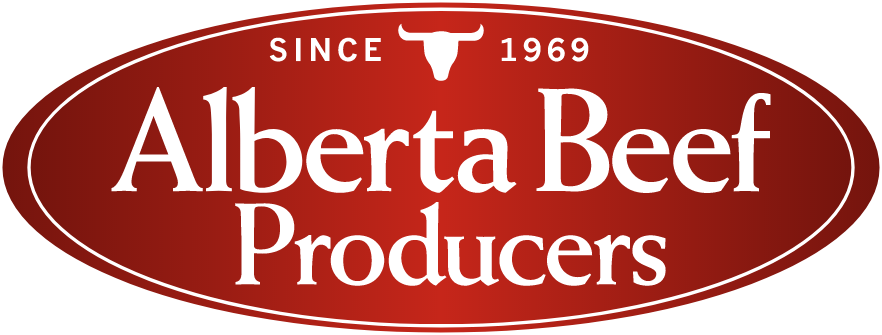 SINCE 1969
Alberta Beef
Producers